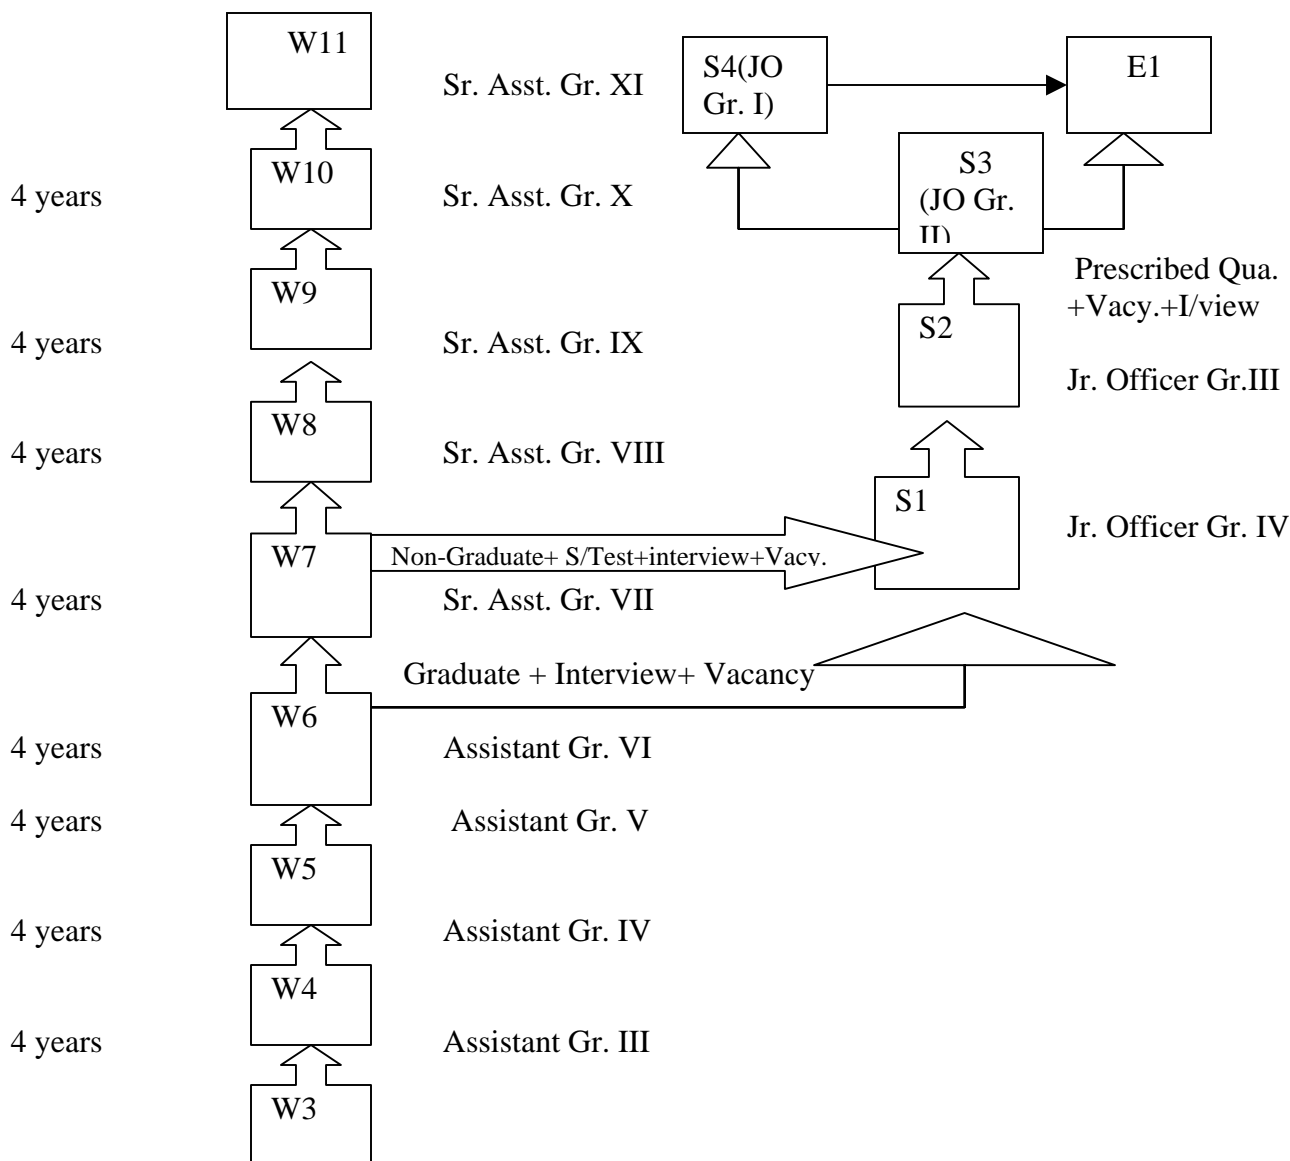 W11
Sr. Asst. Gr. XI
S4(JO
Gr. I)
E1
W10
4 years
Sr. Asst. Gr. X
S3
(JO Gr.
II)
W9
Prescribed Qua.
+Vacy.+I/view
4 years
Sr. Asst. Gr. IX
S2
Jr. Officer Gr.III
W8
4 years
Sr. Asst. Gr. VIII
S1
Jr. Officer Gr. IV
W7
Non-Graduate+ S/Test+interview+Vacy.
4 years
Sr. Asst. Gr. VII
Graduate + Interview+ Vacancy
W6
4 years
Assistant Gr. VI
4 years
Assistant Gr. V
W5
4 years
Assistant Gr. IV
W4
4 years
Assistant Gr. III
W3